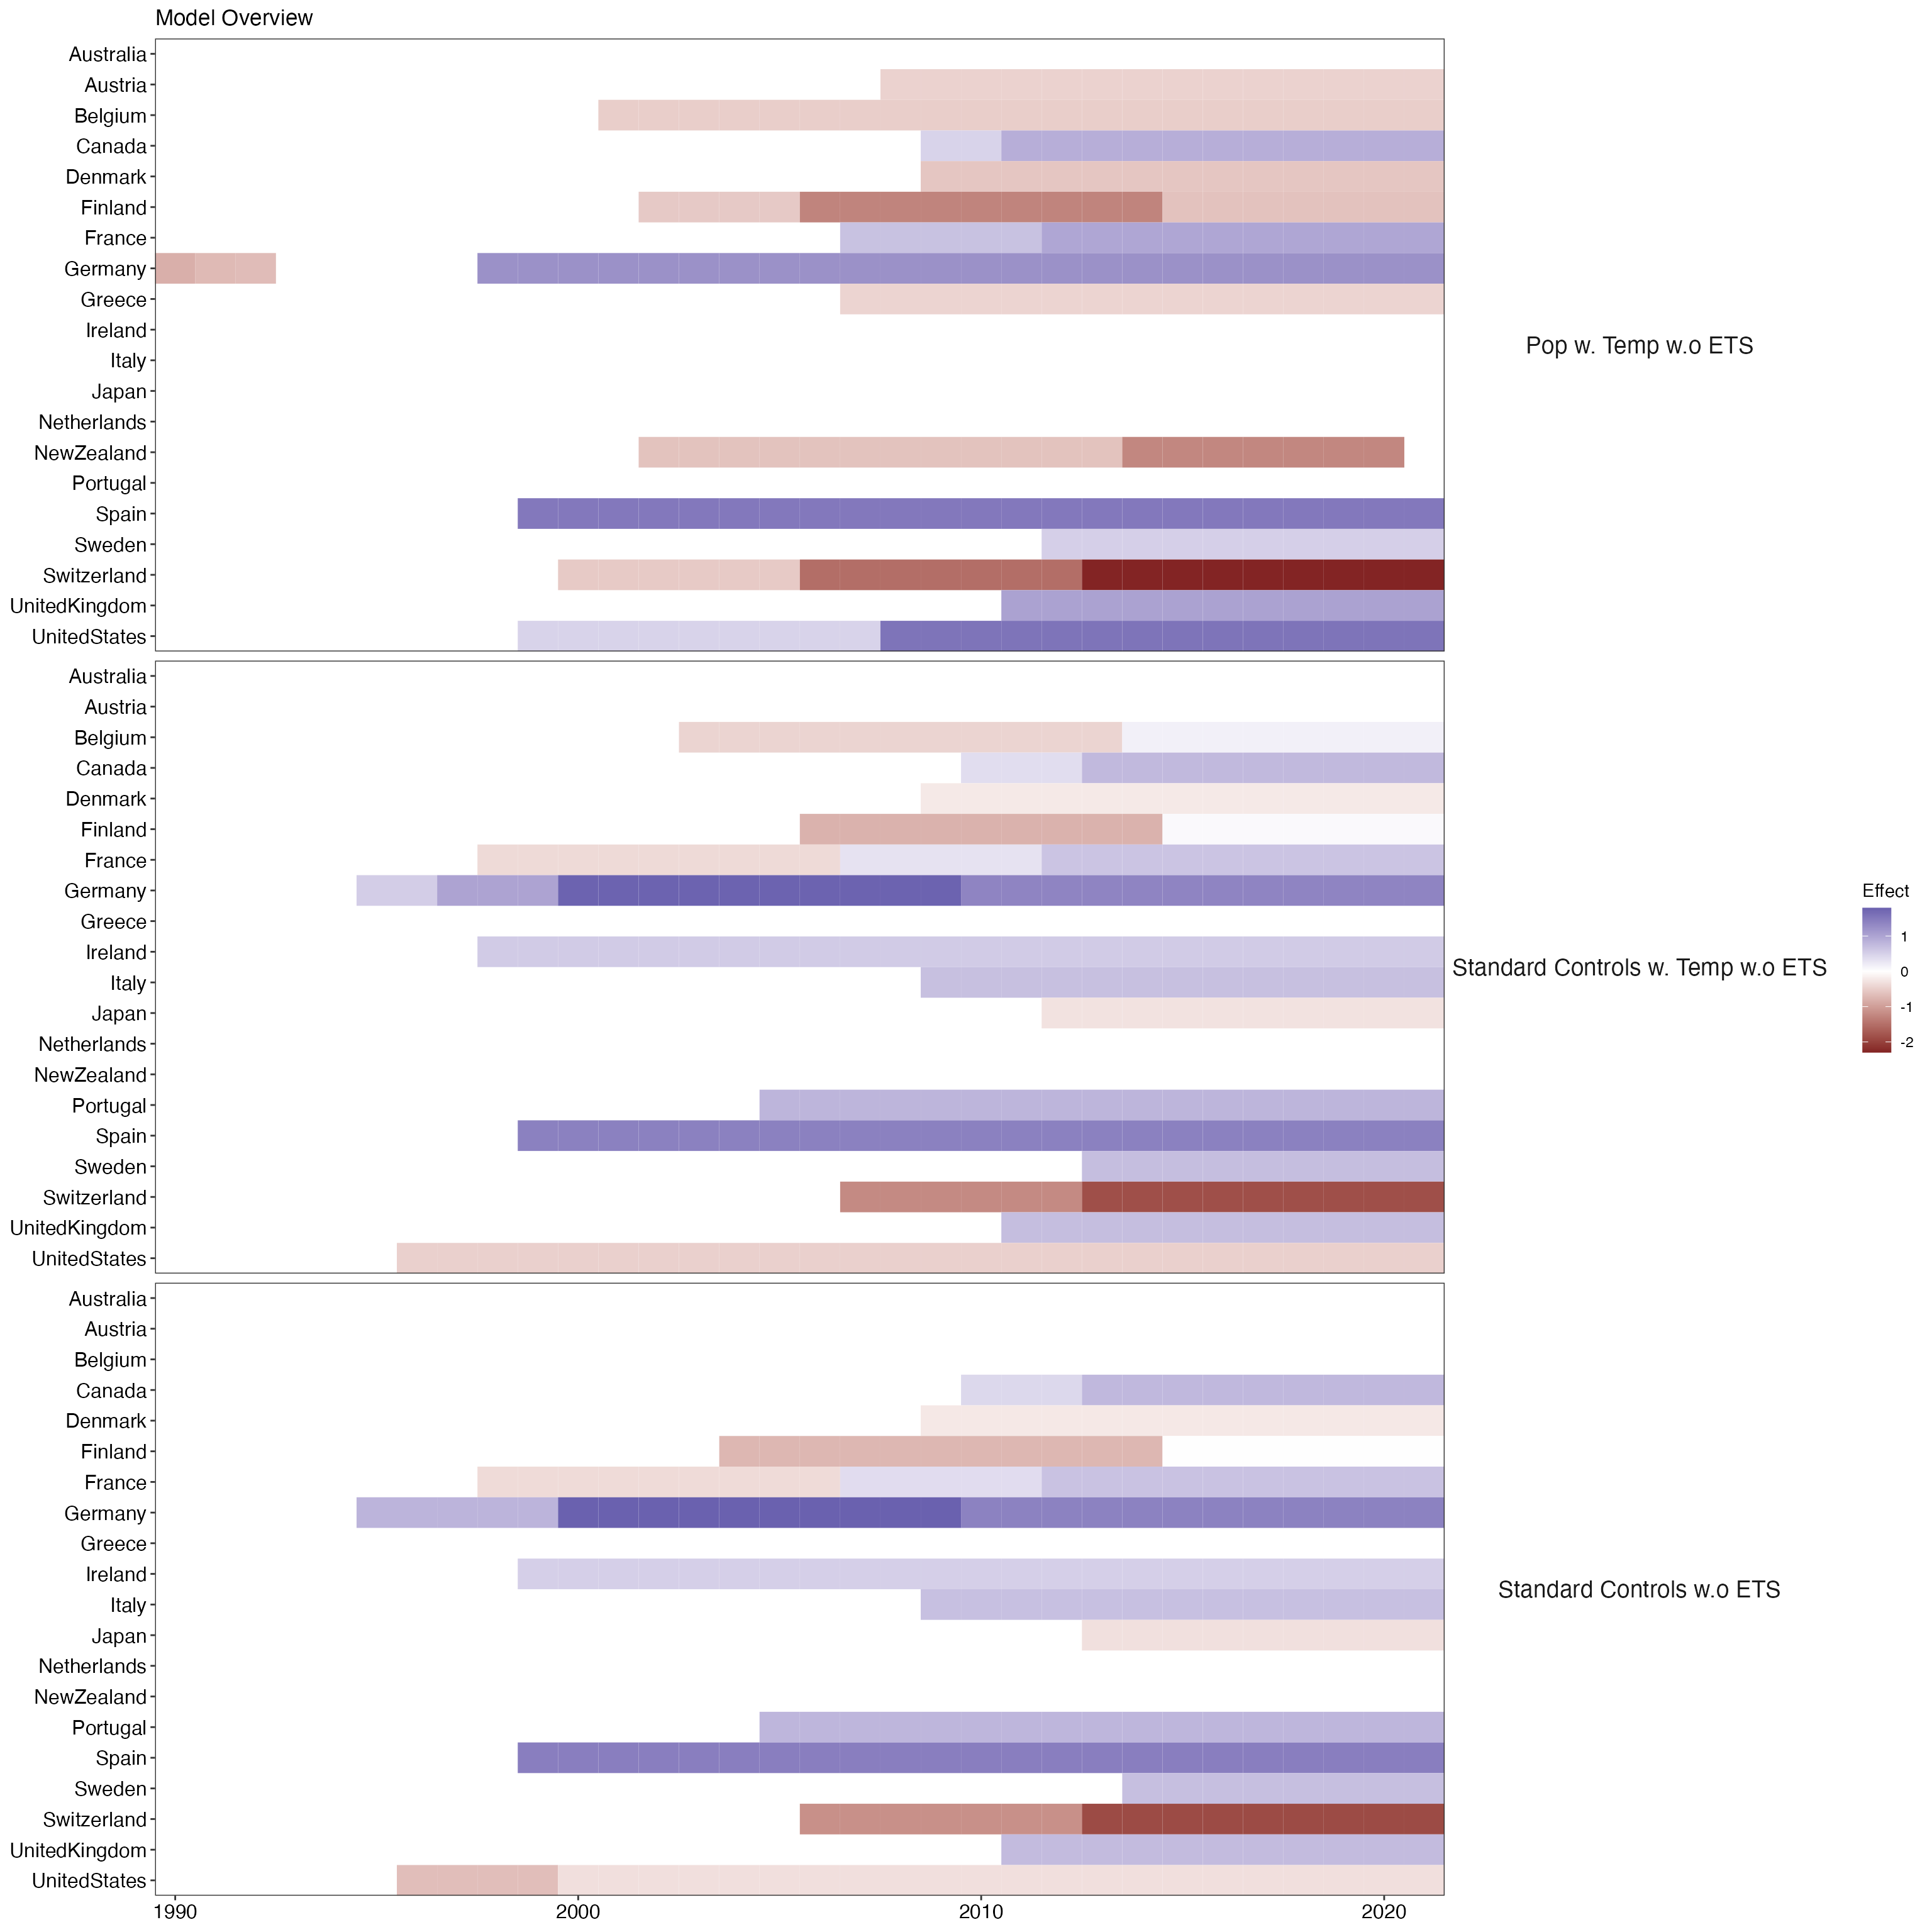 Model Overview
Australia
Austria
Belgium
Canada
Denmark
Finland
France
Germany
Greece
Ireland
Italy
Japan
Netherlands
NewZealand
Portugal
Spain
Sweden
Switzerland
UnitedKingdom
UnitedStates
Pop w. Temp w.o ETS
Australia
Austria
Belgium
Canada
Denmark
Finland
France
Germany
Greece
Ireland
Italy
Japan
Netherlands
NewZealand
Portugal
Spain
Sweden
Switzerland
UnitedKingdom
UnitedStates
Standard Controls w. Temp w.o ETS
Australia
Austria
Belgium
Canada
Denmark
Finland
France
Germany
Greece
Ireland
Italy
Japan
Netherlands
NewZealand
Portugal
Spain
Sweden
Switzerland
UnitedKingdom
UnitedStates
Standard Controls w.o ETS
1990 2000 2010 2020
Effect
1
0
-1
-2